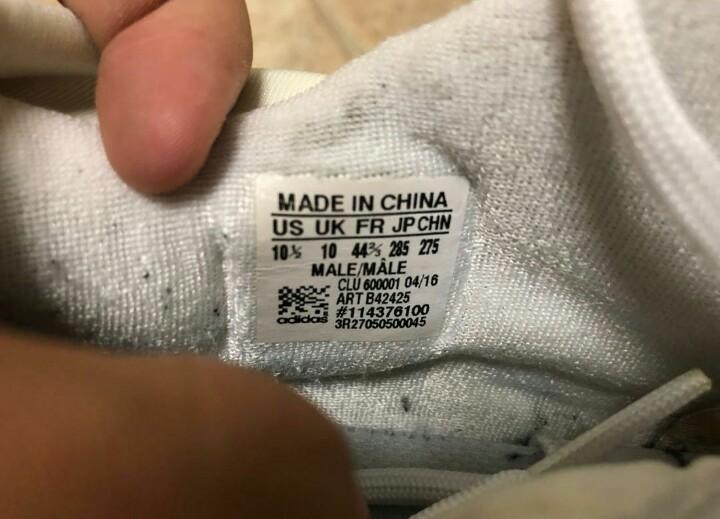 MADE IN CHINA
US UK FR JP CHN
10½ 10 44⅔ 285 275
MALE/MÂLE
CLU 600001 04/16
ART B42425
#114376100
adidas 3R27050500045